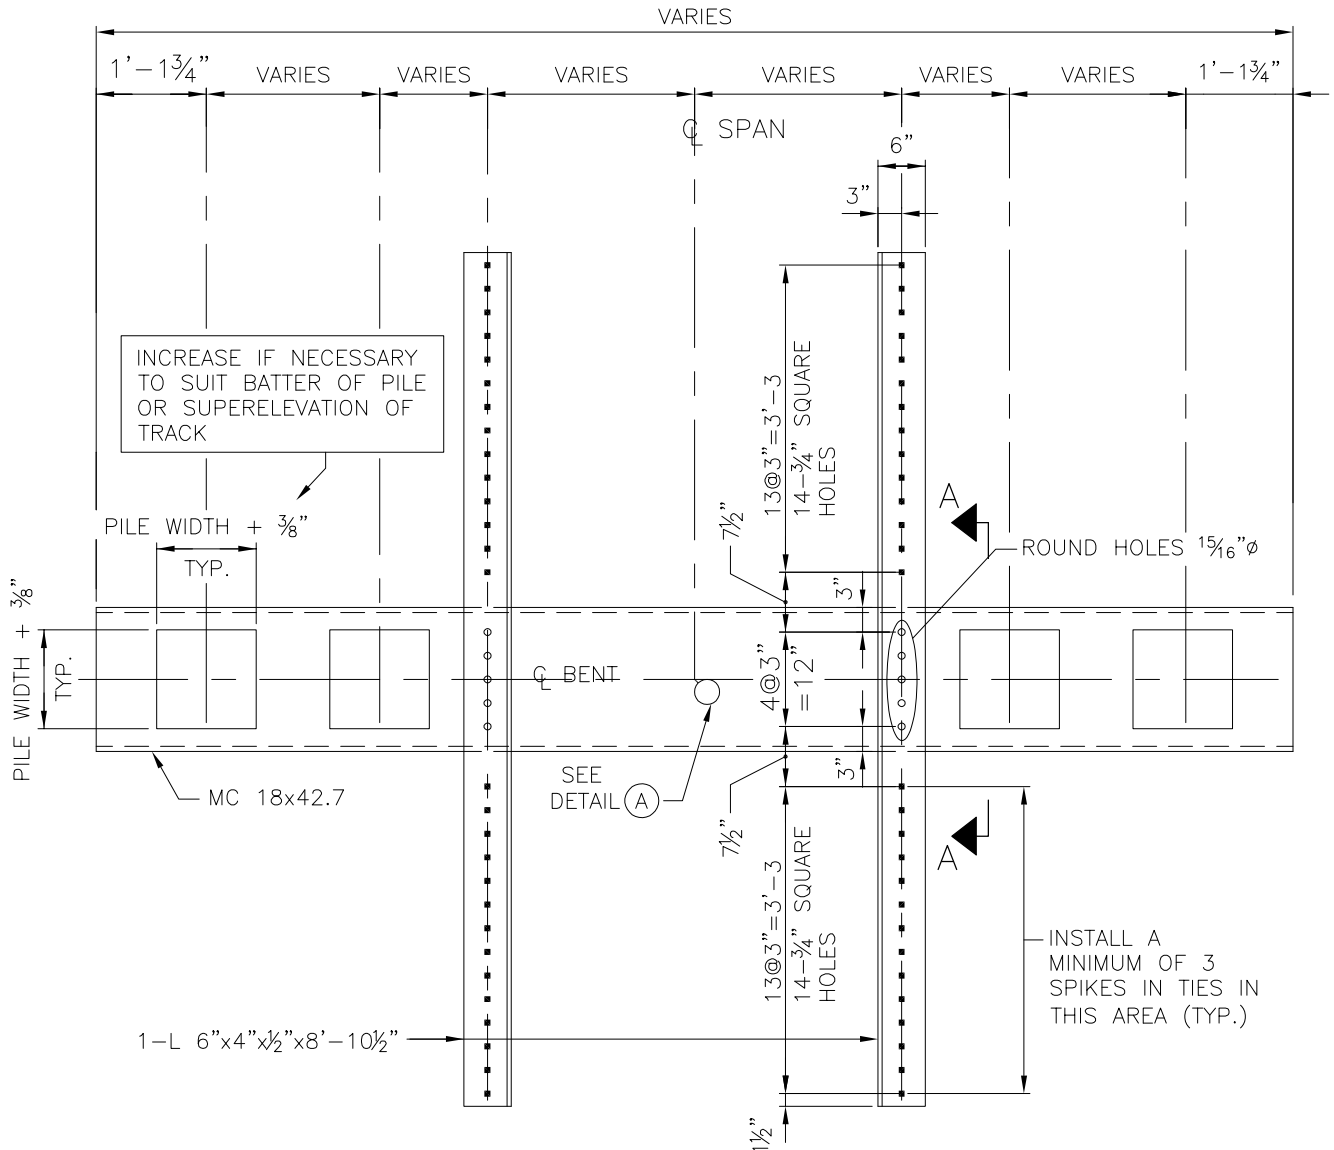 VARIES
1'-1¾" VARIES VARIES VARIES VARIES VARIES VARIES 1'-1¾"
℄ SPAN
6"
3"
INCREASE IF NECESSARY
TO SUIT BATTER OF PILE
OR SUPERELEVATION OF
TRACK
13@3"=3'-3
14-¾" SQUARE
HOLES
A
7½"
PILE WIDTH + ⅜"
TYP.
ROUND HOLES 15/16"ø
3"
PILE WIDTH + ⅜"
TYP.
℄ BENT
4@3"
=12"
3"
SEE
DETAIL A
MC 18x42.7
7½"
A
13@3"=3'-3
14-¾" SQUARE
HOLES
INSTALL A
MINIMUM OF 3
SPIKES IN TIES IN
THIS AREA (TYP.)
1-L 6"x4"x½"x8'-10½"
1½"